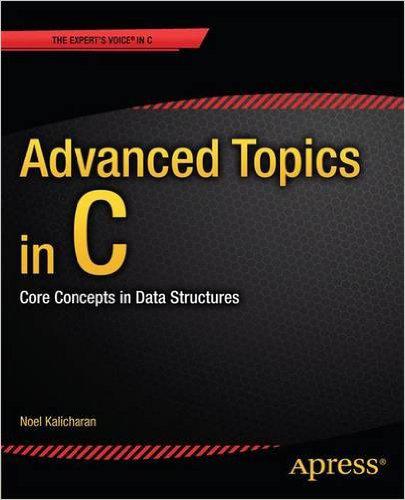 THE EXPERT'S VOICE® IN C
Advanced Topics
in C
Core Concepts in Data Structures
Noel Kalicharan
Apress®